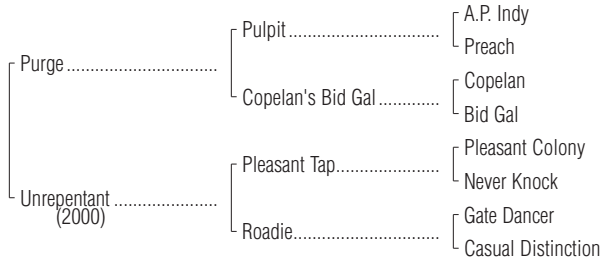 A.P. Indy
Pulpit
Preach
Purge
Copelan
Copelan's Bid Gal
Bid Gal
Pleasant Colony
Pleasant Tap
Never Knock
Unrepentant
(2000)
Gate Dancer
Roadie
Casual Distinction